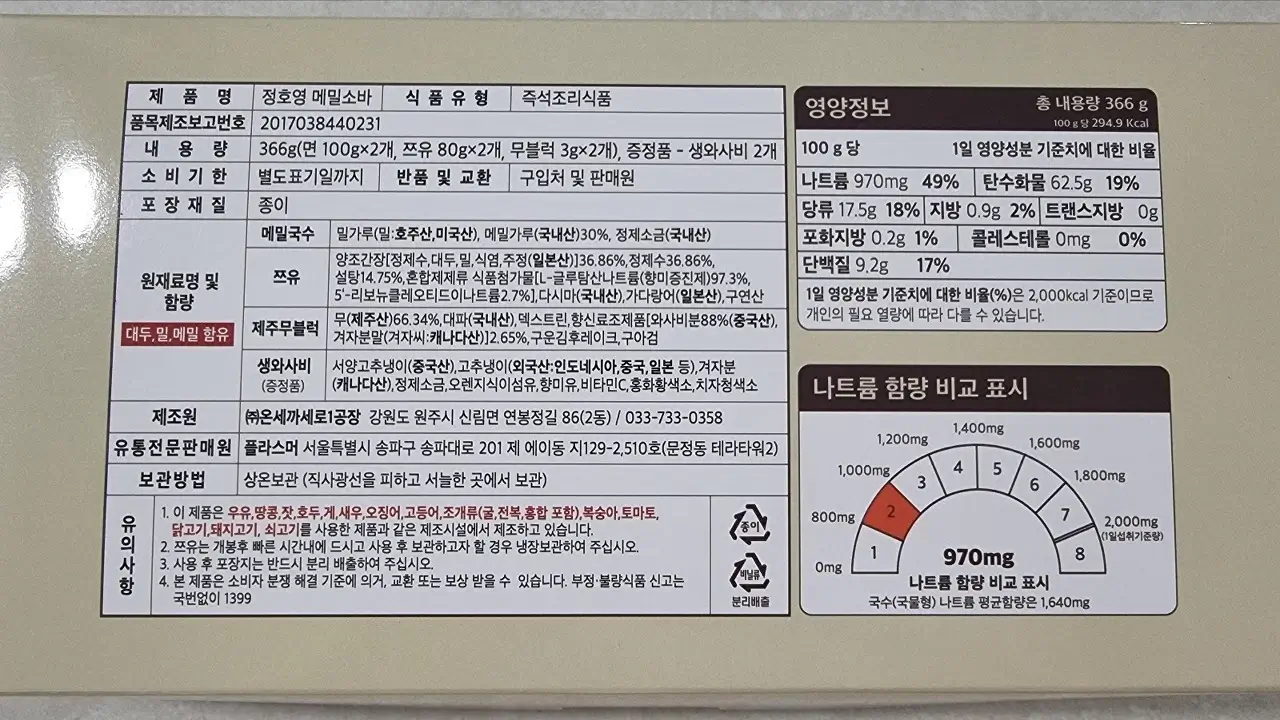 제 품 명 정호영 메밀소바 식 품 유 형 즉석조리식품
품목제조보고번호 2017038440231
내 용 량 366g(면 100g×2개, 쯔유 80g×2개, 무블럭 3g×2개), 증정품 - 생와사비 2개
소 비 기 한 별도표기일까지 반 품 및 교 환 구입처 및 판매원
포 장 재 질 종이
원재료명 및
함량
대두,밀,메밀 함유
메밀국수 밀가루(밀:호주산,미국산), 메밀가루(국내산)30%, 정제소금(국내산)
쯔유
양조간장[정제수,대두,밀,식염,주정(일본산)]36.86%,정제수36.86%,
설탕14.75%,혼합제제류 식품첨가물[L-글루탐산나트륨(향미증진제)97.3%,
5'-리보뉴클레오티드이나트륨2.7%],다시마(국내산),가다랑어(일본산),구연산
제주무블럭
무(제주산)66.34%,대파(국내산),덱스트린,향신료조제품[와사비분88%(중국산),
겨자분말(겨자씨:캐나다산)]2.65%,구운김후레이크,구아검
생와사비
(증정품)
서양고추냉이(중국산),고추냉이(외국산:인도네시아,중국,일본 등),겨자분
(캐나다산),정제소금,오렌지식이섬유,향미유,비타민C,홍화황색소,치자청색소
제조원 ㈜온세까세로1공장 강원도 원주시 신림면 연봉정길 86(2동) / 033-733-0358
유통전문판매원 플라스머 서울특별시 송파구 송파대로 201 제 에이동 지129-2,510호(문정동 테라타워2)
보관방법 상온보관 (직사광선을 피하고 서늘한 곳에서 보관)
유의사항
1. 이 제품은 우유,땅콩,잣,호두,게,새우,오징어,고등어,조개류(굴,전복,홍합 포함),복숭아,토마토,
닭고기,돼지고기, 쇠고기를 사용한 제품과 같은 제조시설에서 제조하고 있습니다.
2. 쯔유는 개봉후 빠른 시간내에 드시고 사용 후 보관하고자 할 경우 냉장보관하여 주십시오.
3. 사용 후 포장지는 반드시 분리 배출하여 주십시오.
4. 본 제품은 소비자 분쟁 해결 기준에 의거, 교환 또는 보상 받을 수 있습니다. 부정·불량식품 신고는
국번없이 1399
종이
비닐류
분리배출
영양정보 총 내용량 366 g
100 g 당 294.9 Kcal
100 g 당 1일 영양성분 기준치에 대한 비율
나트륨 970mg 49% 탄수화물 62.5g 19%
당류 17.5g 18% 지방 0.9g 2% 트랜스지방 0g
포화지방 0.2g 1% 콜레스테롤 0mg 0%
단백질 9.2g 17%
1일 영양성분 기준치에 대한 비율(%)은 2,000kcal 기준이므로
개인의 필요 열량에 따라 다를 수 있습니다.
나트륨 함량 비교 표시
0mg
800mg
1,000mg
1,200mg
1,400mg
1,600mg
1,800mg
2,000mg
(1일섭취기준량)
1 2 3 4 5 6 7 8
970mg
나트륨 함량 비교 표시
국수(국물형) 나트륨 평균함량은 1,640mg